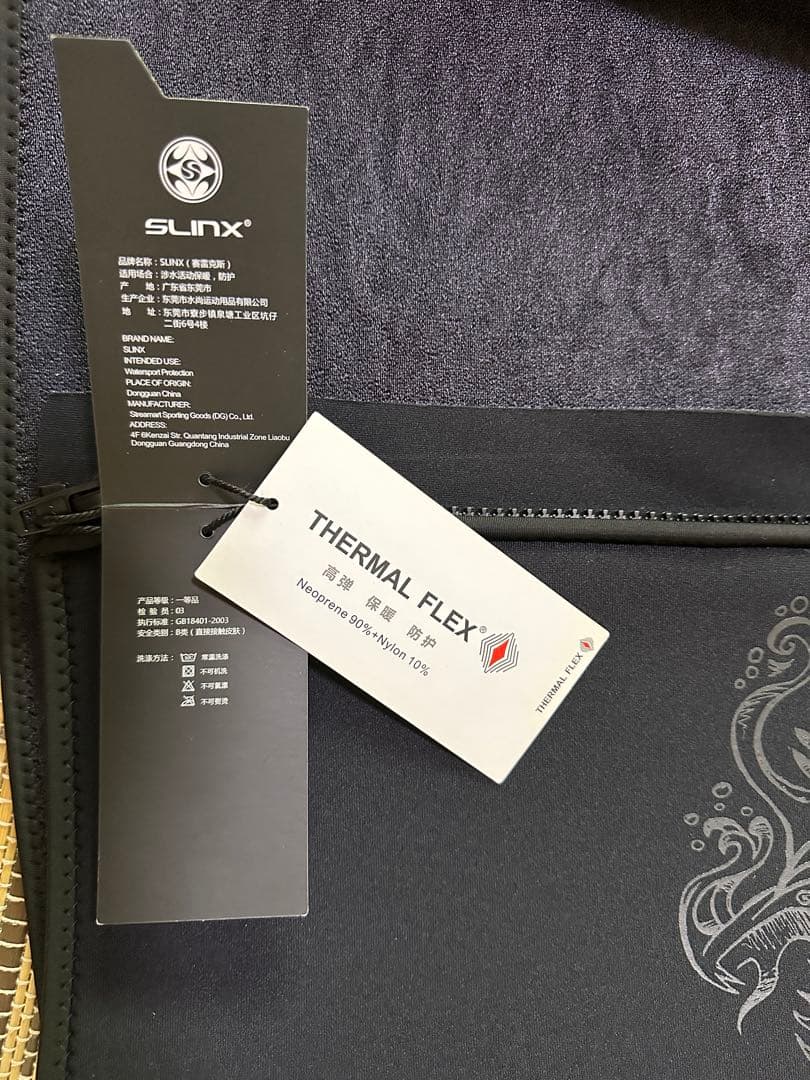 SLINX®
品牌名称：SLINX（赛雷克斯）
适用场合：涉水活动保暖，防护
产 地：广东省东莞市
生产企业：东莞市水尚运动用品有限公司
地 址：东莞市寮步镇泉塘工业区坑仔
二街6号4楼
BRAND NAME:
SLINX
INTENDED USE:
Watersport Protection
PLACE OF ORIGIN:
Dongguan China
MANUFACTURER:
Streamart Sporting Goods (DG) Co., Ltd.
ADDRESS:
4F 6Kenzai Str. Quantang Industrial Zone Liaobu
Dongguan Guangdong China
产品等级：一等品
检 验 员：03
执行标准：GB18401-2003
安全类别：B类（直接接触皮肤）
洗涤方法： 常温洗涤
不可机洗
不可氯漂
不可熨烫
THERMAL FLEX®
高弹 保暖 防护
Neoprene 90%+Nylon 10%
THERMAL FLEX